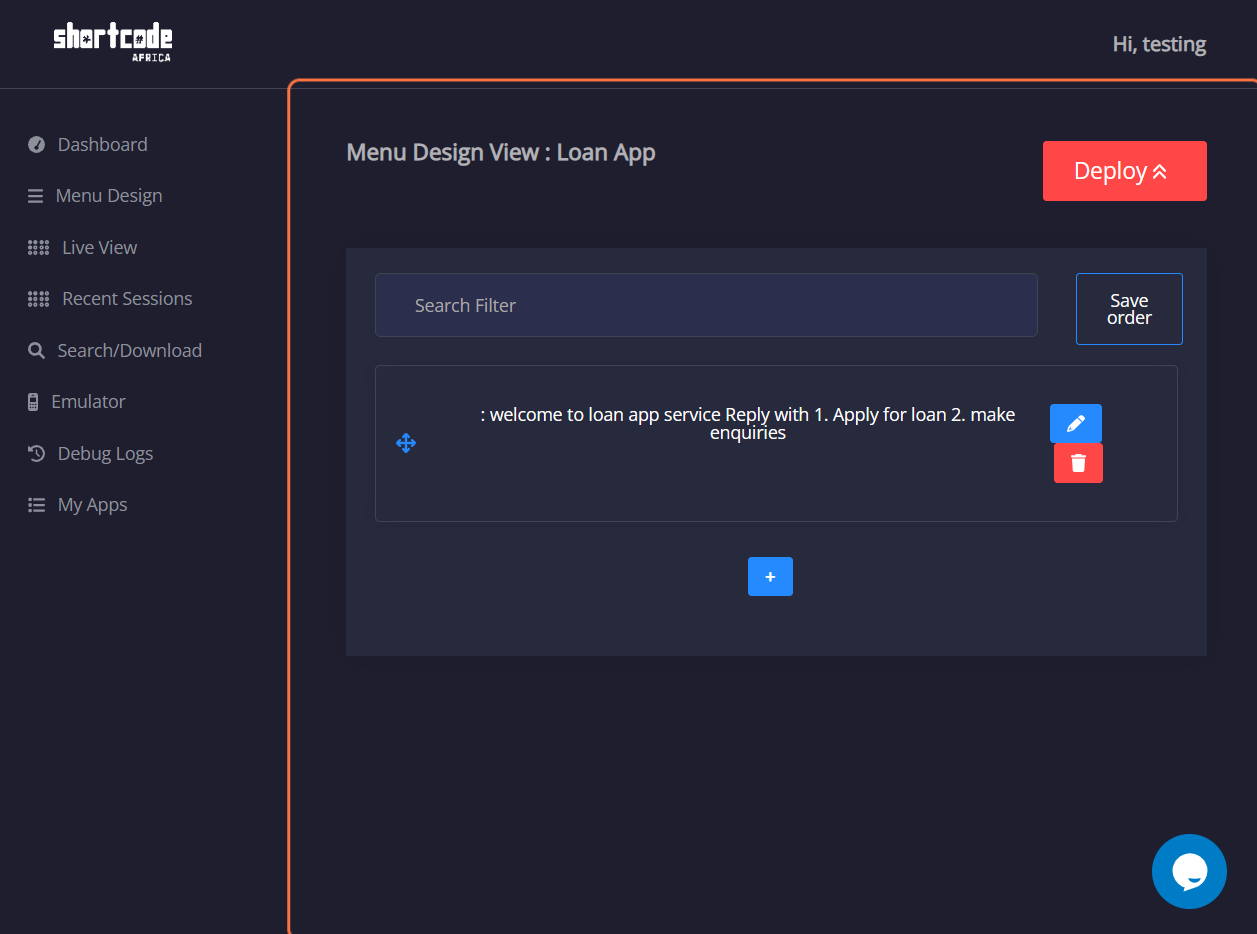 shortcode
AFRICA
Hi, testing
Dashboard
Menu Design
Live View
Recent Sessions
Search/Download
Emulator
Debug Logs
My Apps
Menu Design View : Loan App
Deploy
Search Filter
Save
order
: welcome to loan app service Reply with 1. Apply for loan 2. make
enquiries
+